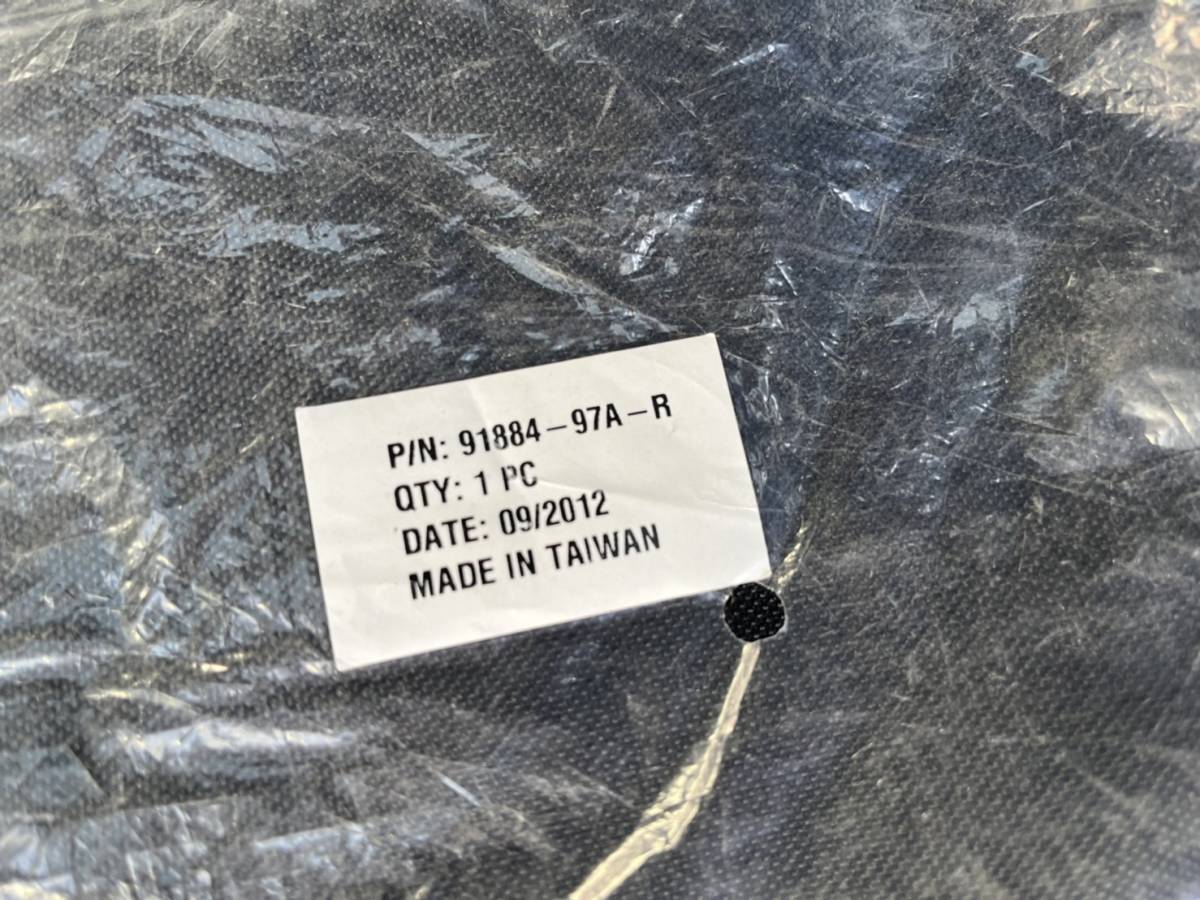 P/N: 91884-97A-R
QTY: 1 PC
DATE: 09/2012
MADE IN TAIWAN